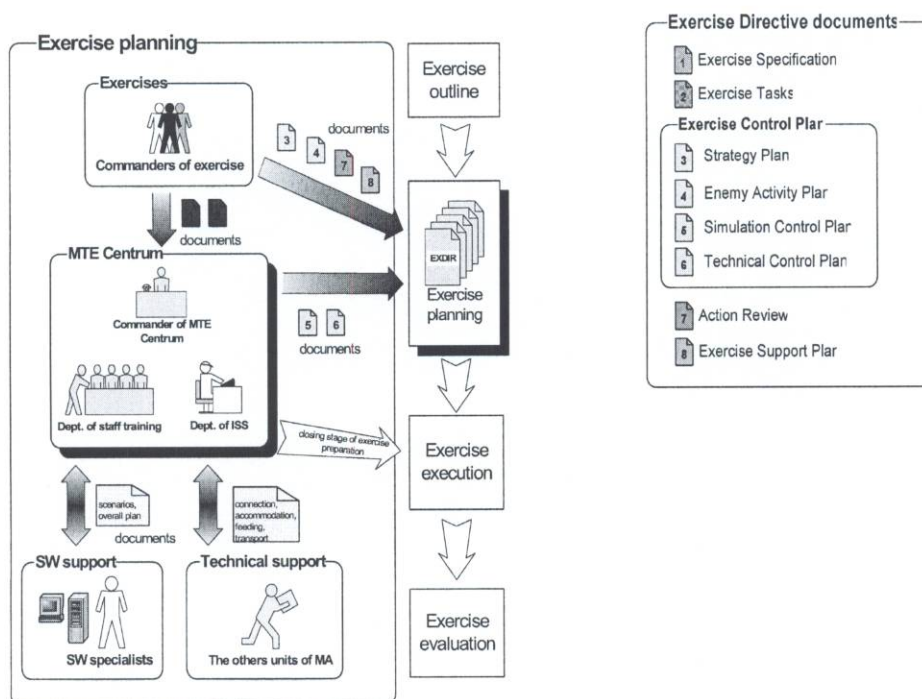 Exercise planning
Exercises
Commanders of exercise
documents
3
4
7
8
documents
MTE Centrum
Commander of MTE
Centrum
Dept. of staff training
Dept. of ISS
5
6
documents
closing stage of exercise
preparation
scenarios,
overall plan
documents
connection,
accommodation,
feeding,
transport
SW support
SW specialists
Technical support
The others units of MA
Exercise
outline
EXDIR
Exercise
planning
Exercise
execution
Exercise
evaluation
Exercise Directive documents
1 Exercise Specification
2 Exercise Tasks
Exercise Control Plan
3 Strategy Plan
4 Enemy Activity Plan
5 Simulation Control Plan
6 Technical Control Plan
7 Action Review
8 Exercise Support Plan